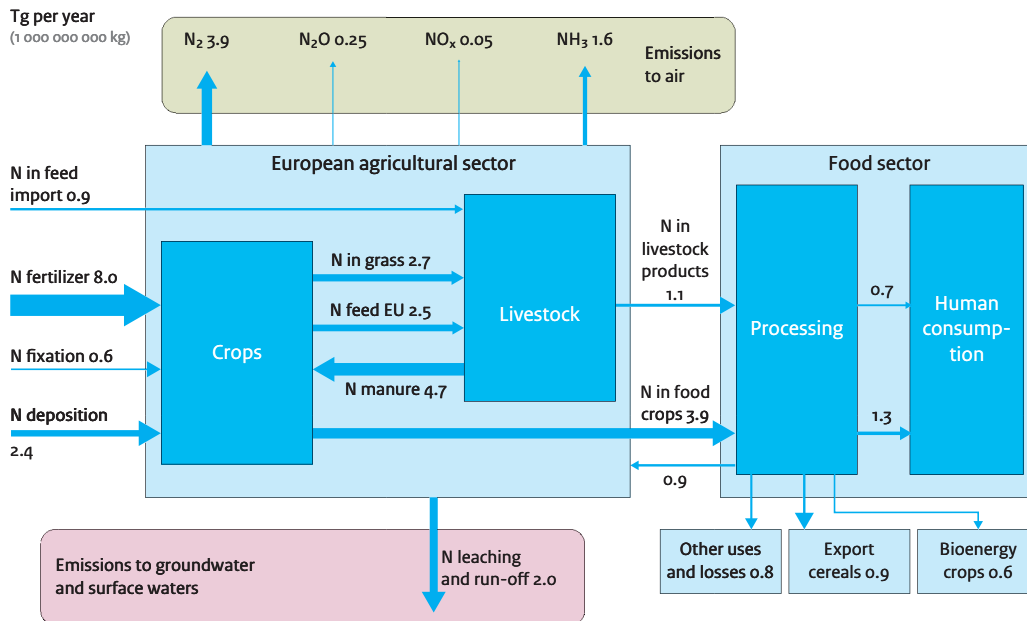 Tg per year
(1 000 000 000 kg)
N₂ 3.9
N₂O 0.25
NOₓ 0.05
NH₃ 1.6
Emissions
to air
European agricultural sector
Food sector
N in feed
import 0.9
N fertilizer 8.0
N fixation 0.6
N deposition
2.4
Crops
N in grass 2.7
N feed EU 2.5
N manure 4.7
Livestock
N in
livestock
products
1.1
N in food
crops 3.9
0.9
Processing
0.7
1.3
Human
consump-
tion
Other uses
and losses 0.8
Export
cereals 0.9
Bioenergy
crops 0.6
Emissions to groundwater
and surface waters
N leaching
and run-off 2.0